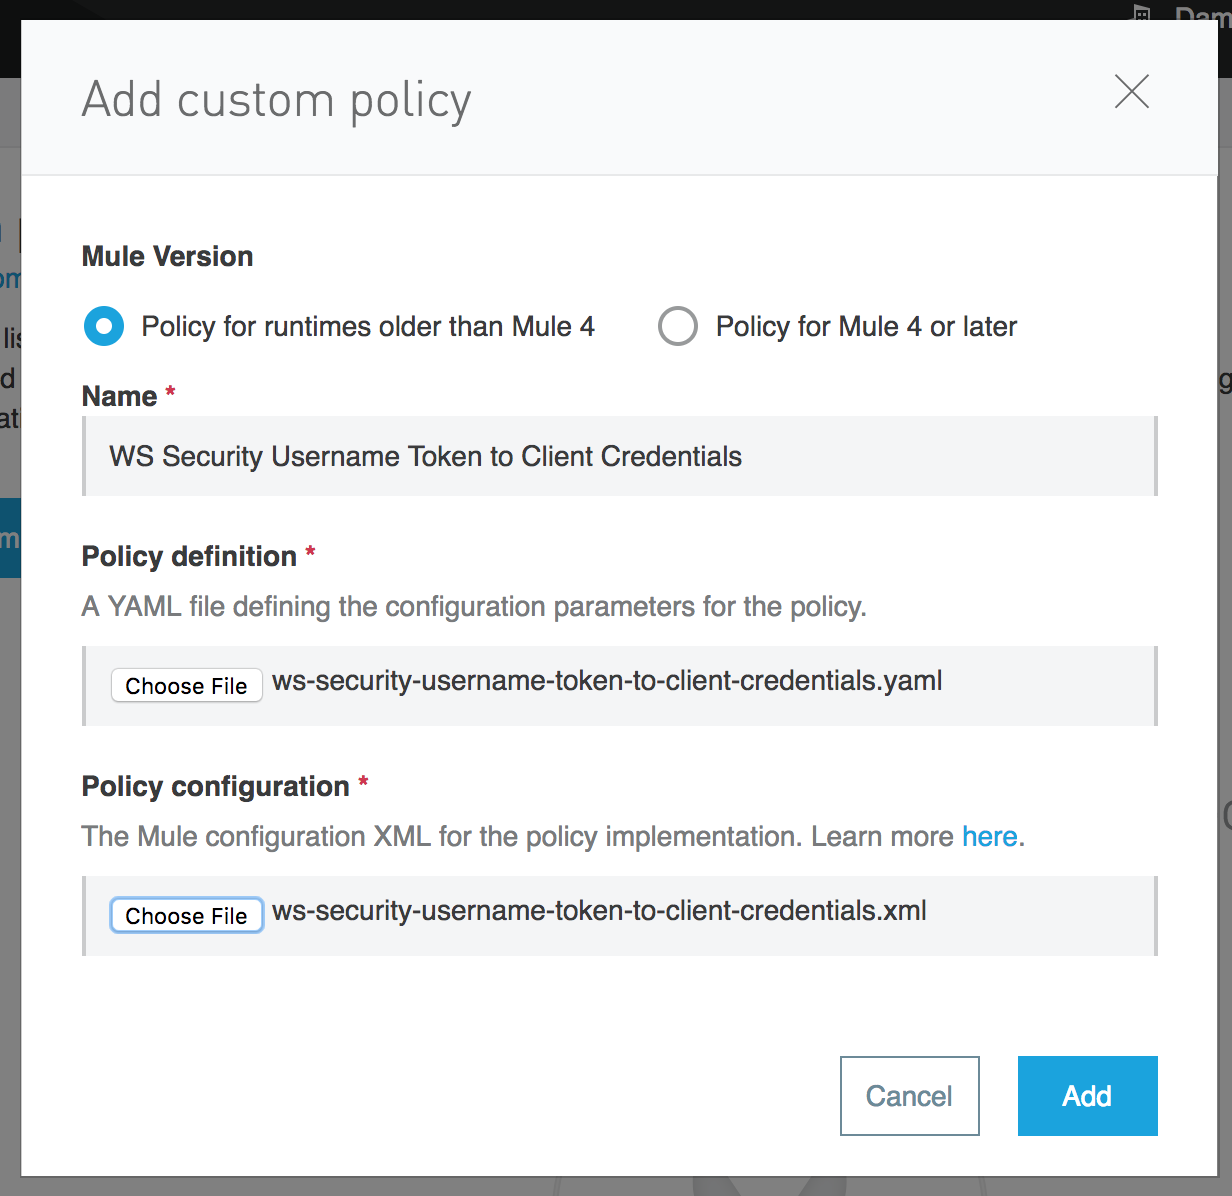 Dam
Add custom policy
Mule Version
Policy for runtimes older than Mule 4
Policy for Mule 4 or later
Name *
WS Security Username Token to Client Credentials
Policy definition *
A YAML file defining the configuration parameters for the policy.
Choose File ws-security-username-token-to-client-credentials.yaml
Policy configuration *
The Mule configuration XML for the policy implementation. Learn more here.
Choose File ws-security-username-token-to-client-credentials.xml
Cancel
Add